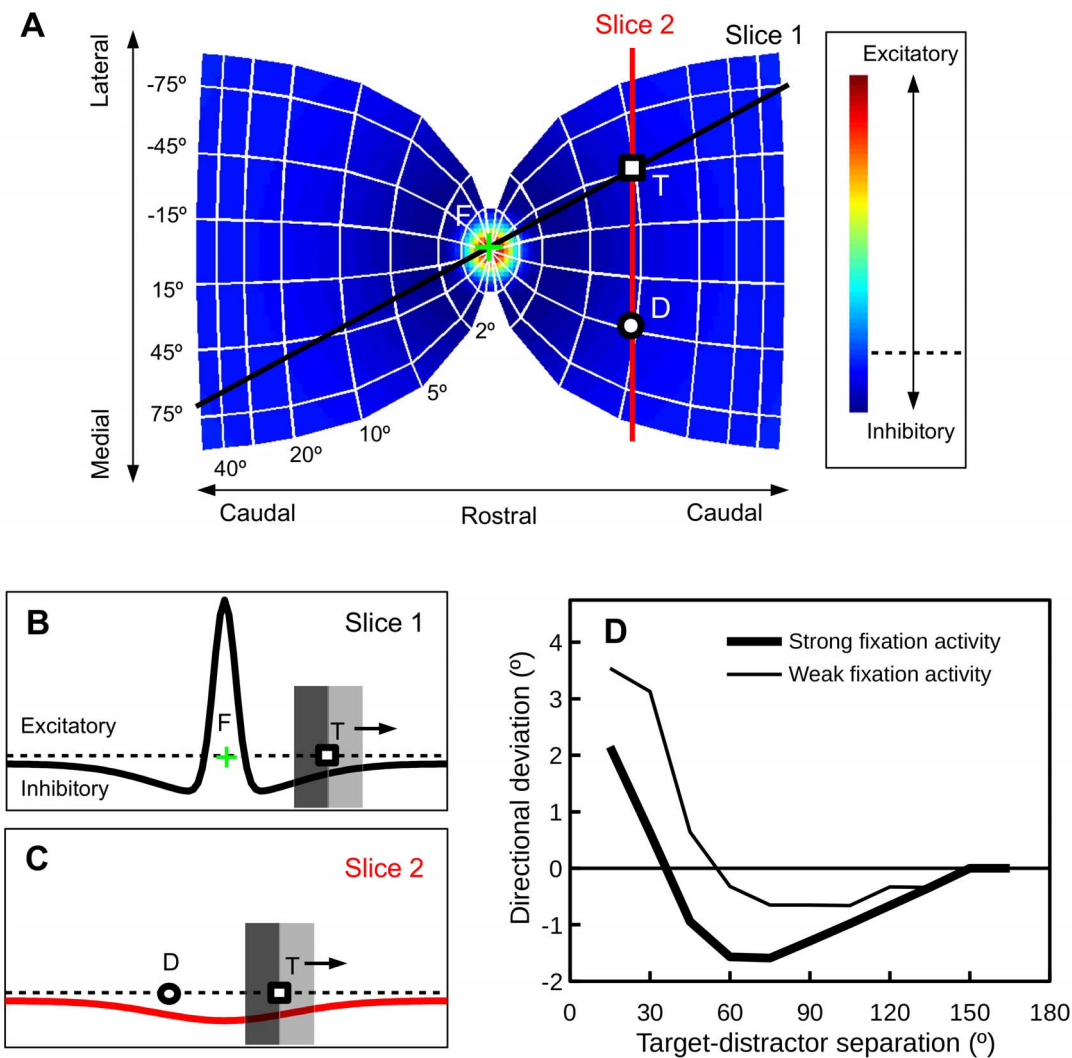 A
Slice 2
Slice 1
Lateral
Medial
-75º
-45º
-15º
15º
45º
75º
F
T
D
2º
5º
10º
20º
40º
Caudal
Rostral
Caudal
Excitatory
Inhibitory
B
Slice 1
F
T
Excitatory
Inhibitory
C
Slice 2
D
T
D
Strong fixation activity
Weak fixation activity
Directional deviation (º)
4
3
2
1
0
-1
-2
0 30 60 90 120 150 180
Target-distractor separation (º)